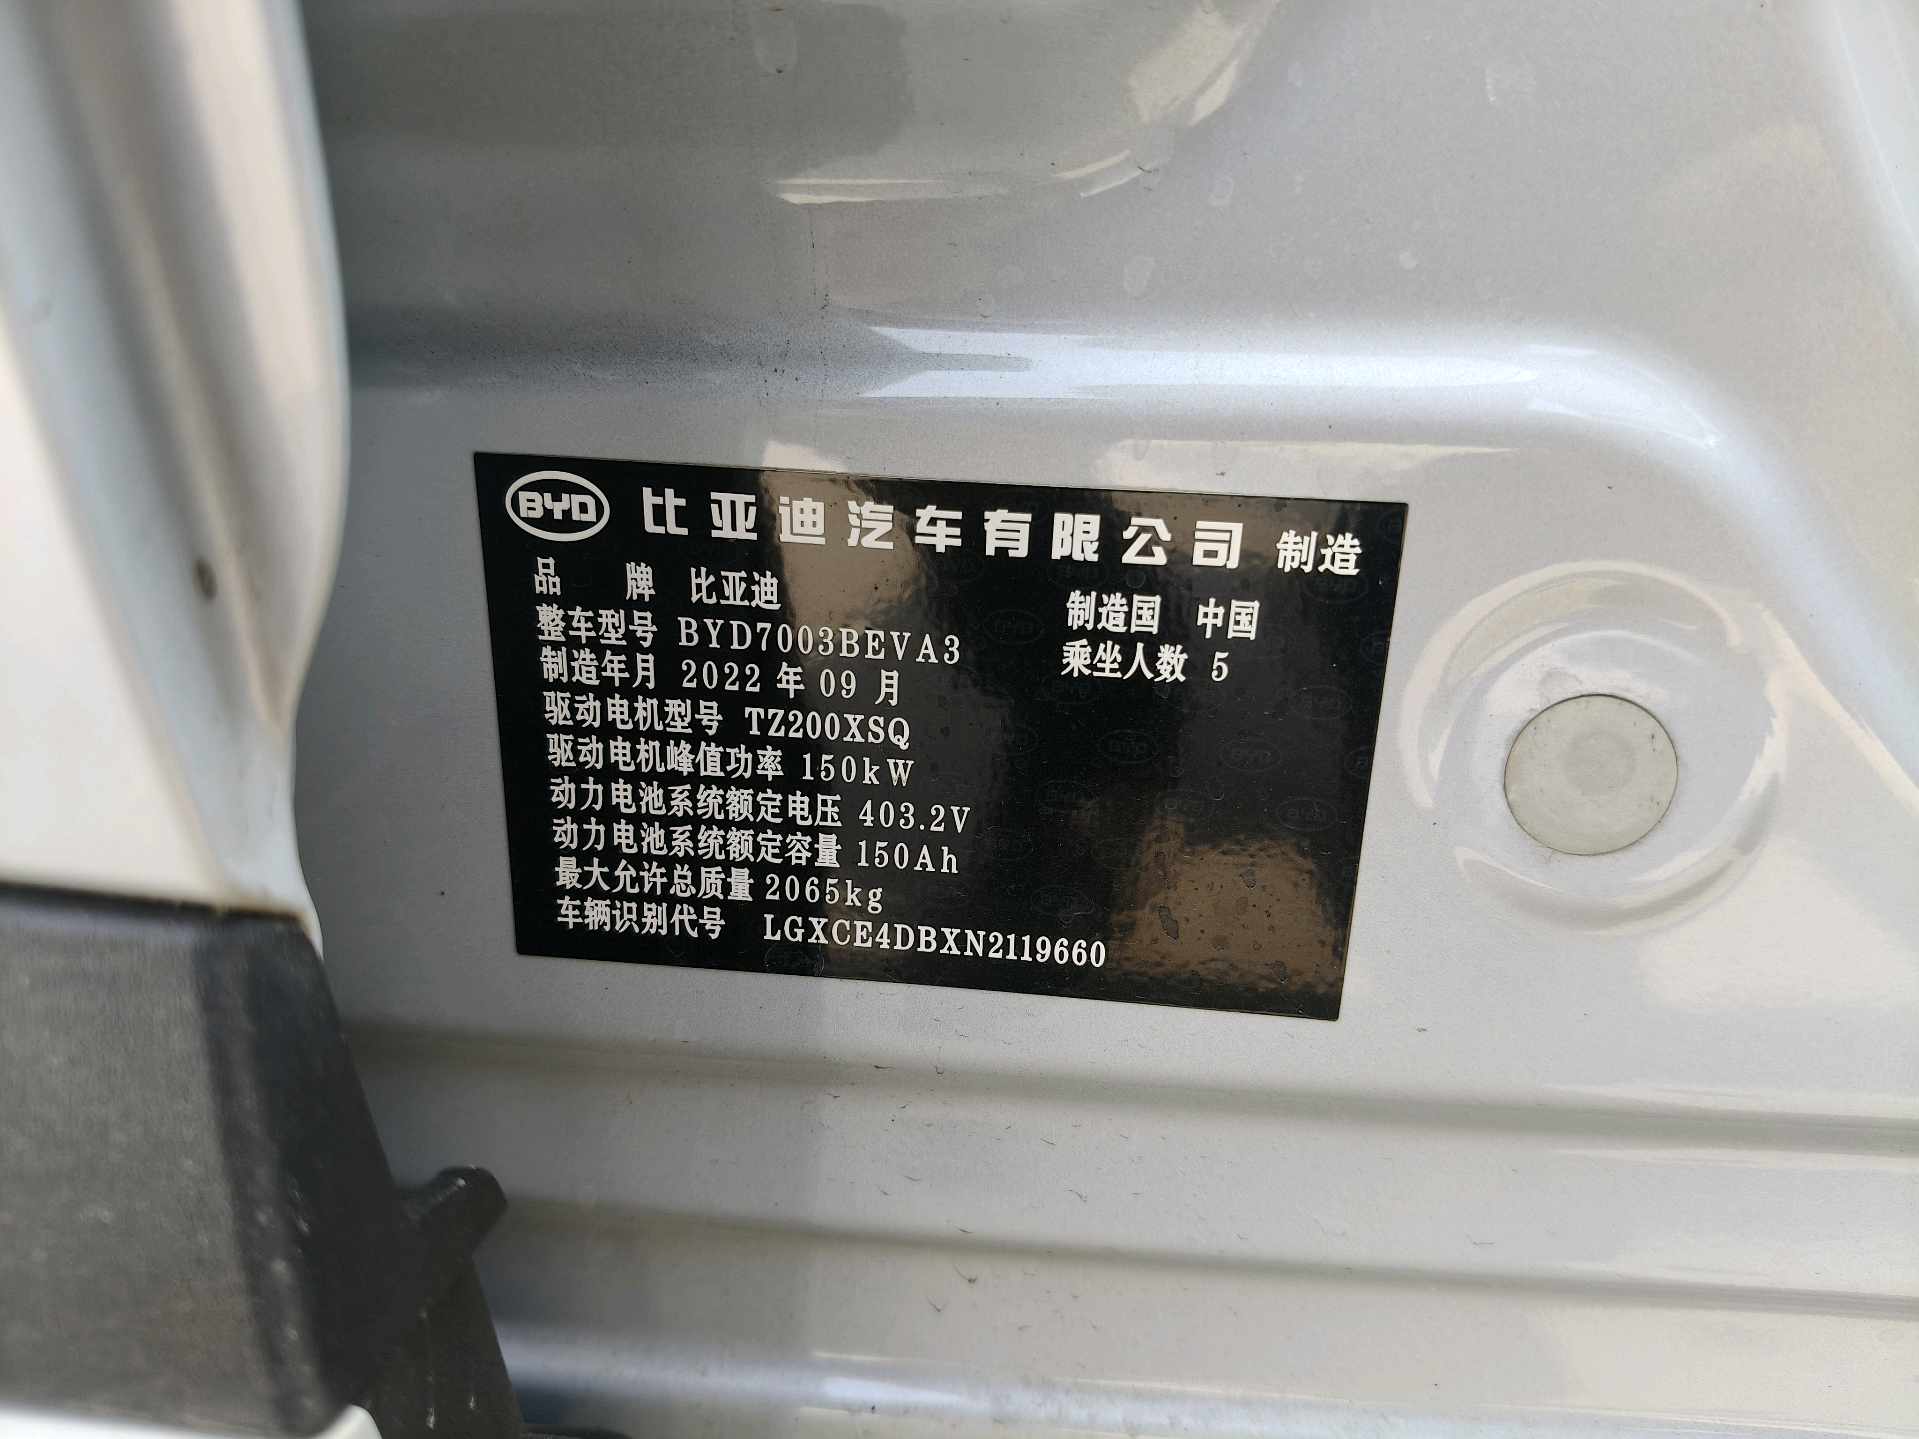 BYD 比亚迪汽车有限公司 制造
品 牌 比亚迪 制造国 中国
整车型号 BYD7003BEVA3 乘坐人数 5
制造年月 2022 年 09 月
驱动电机型号 TZ200XSQ
驱动电机峰值功率 150kW
动力电池系统额定电压 403.2V
动力电池系统额定容量 150Ah
最大允许总质量 2065kg
车辆识别代号 LGXCE4DBXN2119660